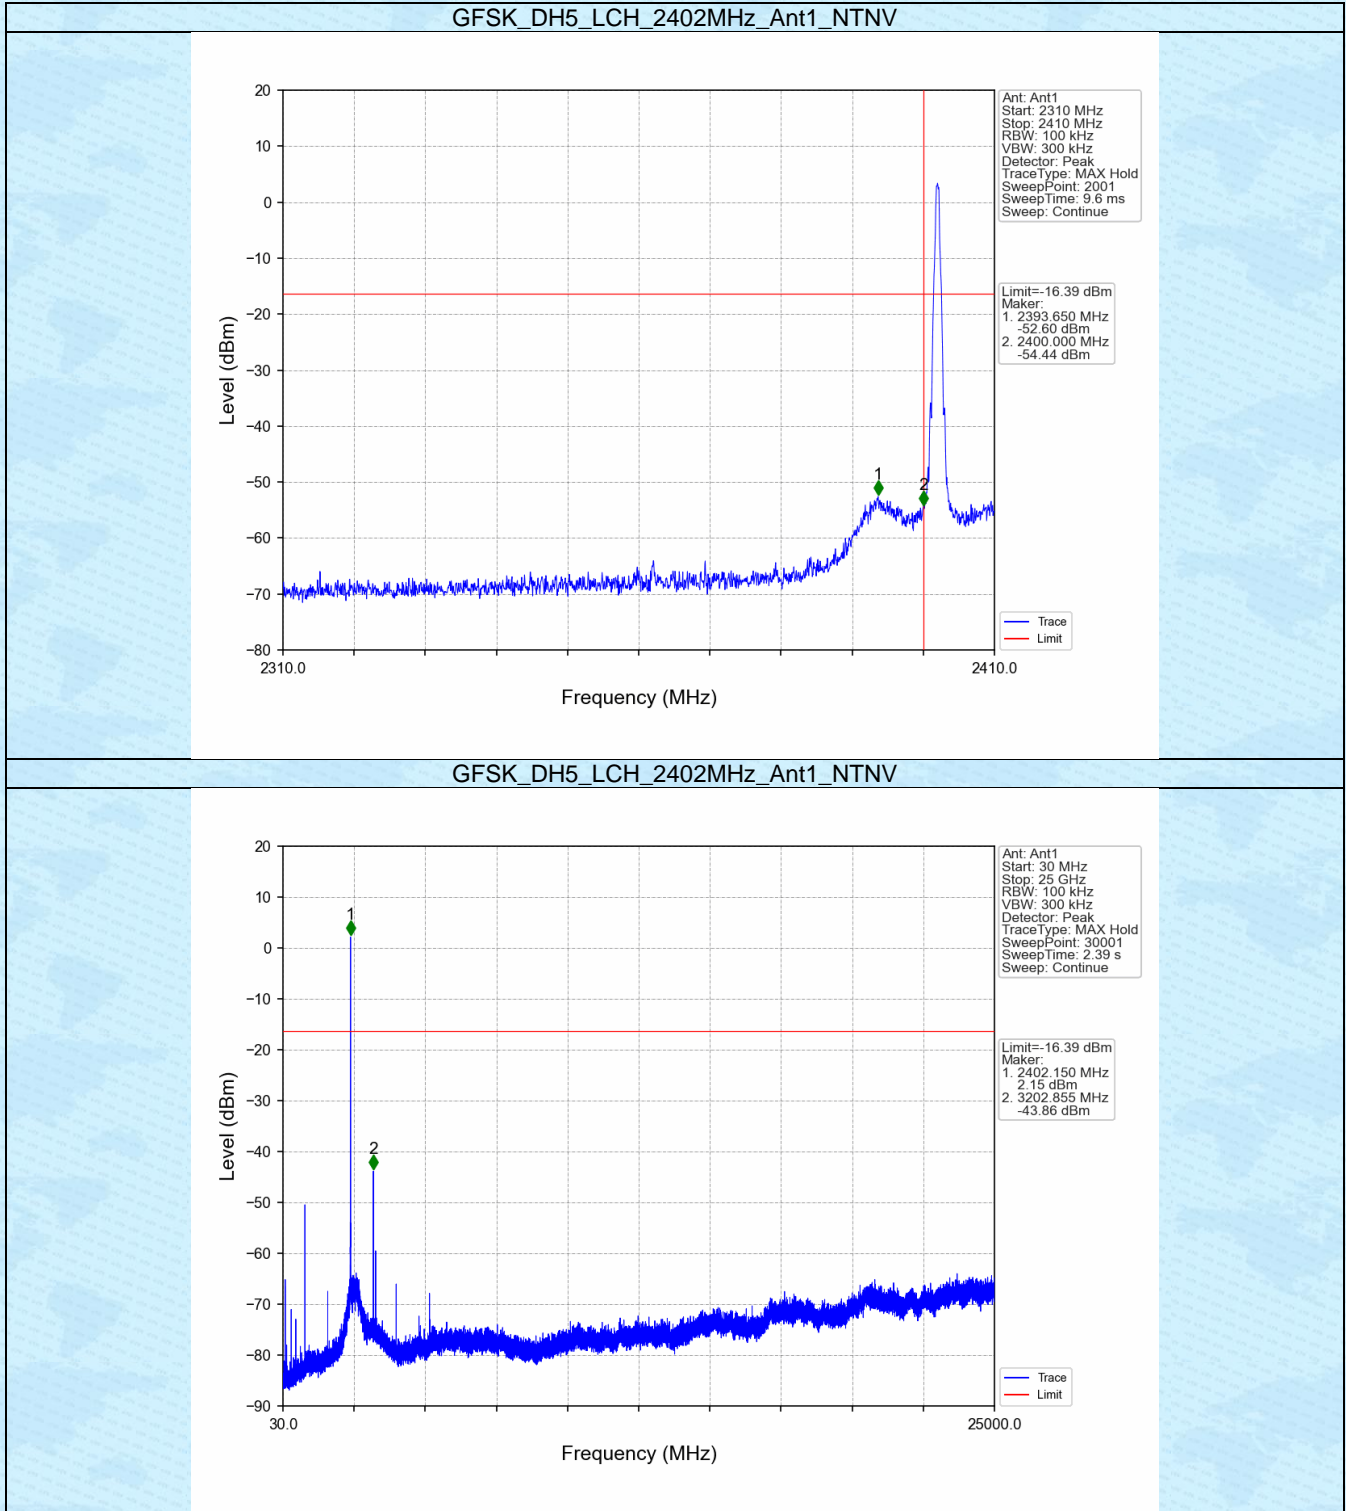 GFSK_DH5_LCH_2402MHz_Ant1_NTNV
20
10
0
−10
−20
−30
−40
−50
−60
−70
−80
Level (dBm)
2310.0
2410.0
Frequency (MHz)
1
2
Ant: Ant1
Start: 2310 MHz
Stop: 2410 MHz
RBW: 100 kHz
VBW: 300 kHz
Detector: Peak
TraceType: MAX Hold
SweepPoint: 2001
SweepTime: 9.6 ms
Sweep: Continue
Limit=-16.39 dBm
Maker:
1. 2393.650 MHz
-52.60 dBm
2. 2400.000 MHz
-54.44 dBm
Trace
Limit
GFSK_DH5_LCH_2402MHz_Ant1_NTNV
20
10
0
−10
−20
−30
−40
−50
−60
−70
−80
−90
Level (dBm)
30.0
25000.0
Frequency (MHz)
1
2
Ant: Ant1
Start: 30 MHz
Stop: 25 GHz
RBW: 100 kHz
VBW: 300 kHz
Detector: Peak
TraceType: MAX Hold
SweepPoint: 30001
SweepTime: 2.39 s
Sweep: Continue
Limit=-16.39 dBm
Maker:
1. 2402.150 MHz
2.15 dBm
2. 3202.855 MHz
-43.86 dBm
Trace
Limit